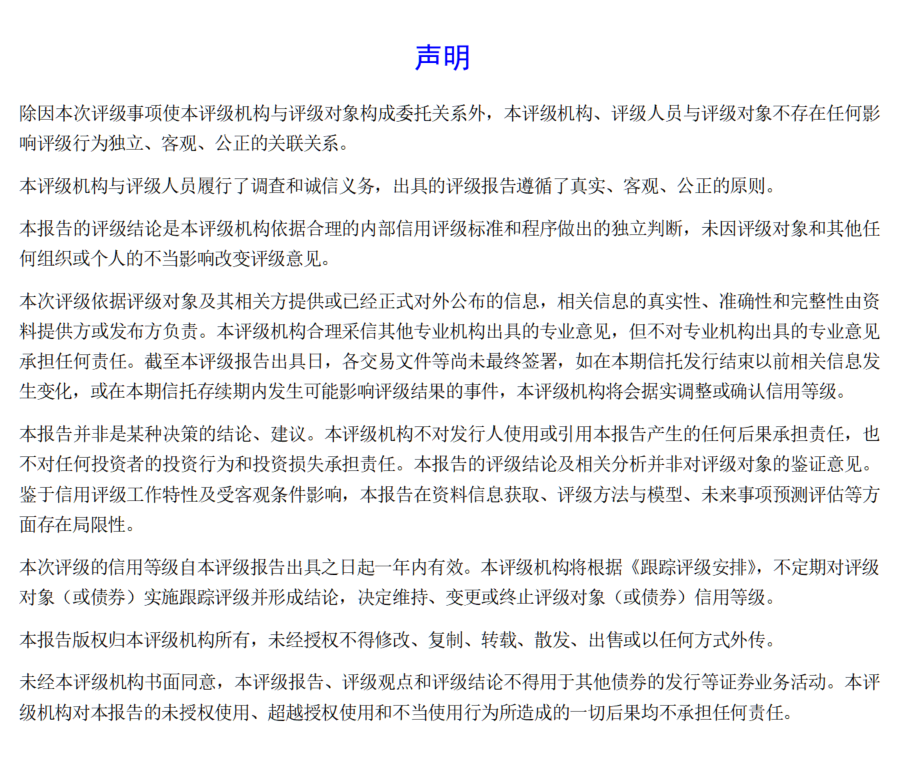 声明
除因本次评级事项使本评级机构与评级对象构成委托关系外，本评级机构、评级人员与评级对象不存在任何影
响评级行为独立、客观、公正的关联关系。
本评级机构与评级人员履行了调查和诚信义务，出具的评级报告遵循了真实、客观、公正的原则。
本报告的评级结论是本评级机构依据合理的内部信用评级标准和程序做出的独立判断，未因评级对象和其他任
何组织或个人的不当影响改变评级意见。
本次评级依据评级对象及其相关方提供或已经正式对外公布的信息，相关信息的真实性、准确性和完整性由资
料提供方或发布方负责。本评级机构合理采信其他专业机构出具的专业意见，但不对专业机构出具的专业意见
承担任何责任。截至本评级报告出具日，各交易文件等尚未最终签署，如在本期信托发行结束以前相关信息发
生变化，或在本期信托存续期内发生可能影响评级结果的事件，本评级机构将会据实调整或确认信用等级。
本报告并非是某种决策的结论、建议。本评级机构不对发行人使用或引用本报告产生的任何后果承担责任，也
不对任何投资者的投资行为和投资损失承担责任。本报告的评级结论及相关分析并非对评级对象的鉴证意见。
鉴于信用评级工作特性及受客观条件影响，本报告在资料信息获取、评级方法与模型、未来事项预测评估等方
面存在局限性。
本次评级的信用等级自本评级报告出具之日起一年内有效。本评级机构将根据《跟踪评级安排》，不定期对评级
对象（或债券）实施跟踪评级并形成结论，决定维持、变更或终止评级对象（或债券）信用等级。
本报告版权归本评级机构所有，未经授权不得修改、复制、转载、散发、出售或以任何方式外传。
未经本评级机构书面同意，本评级报告、评级观点和评级结论不得用于其他债券的发行等证券业务活动。本评
级机构对本报告的未授权使用、超越授权使用和不当使用行为所造成的一切后果均不承担任何责任。